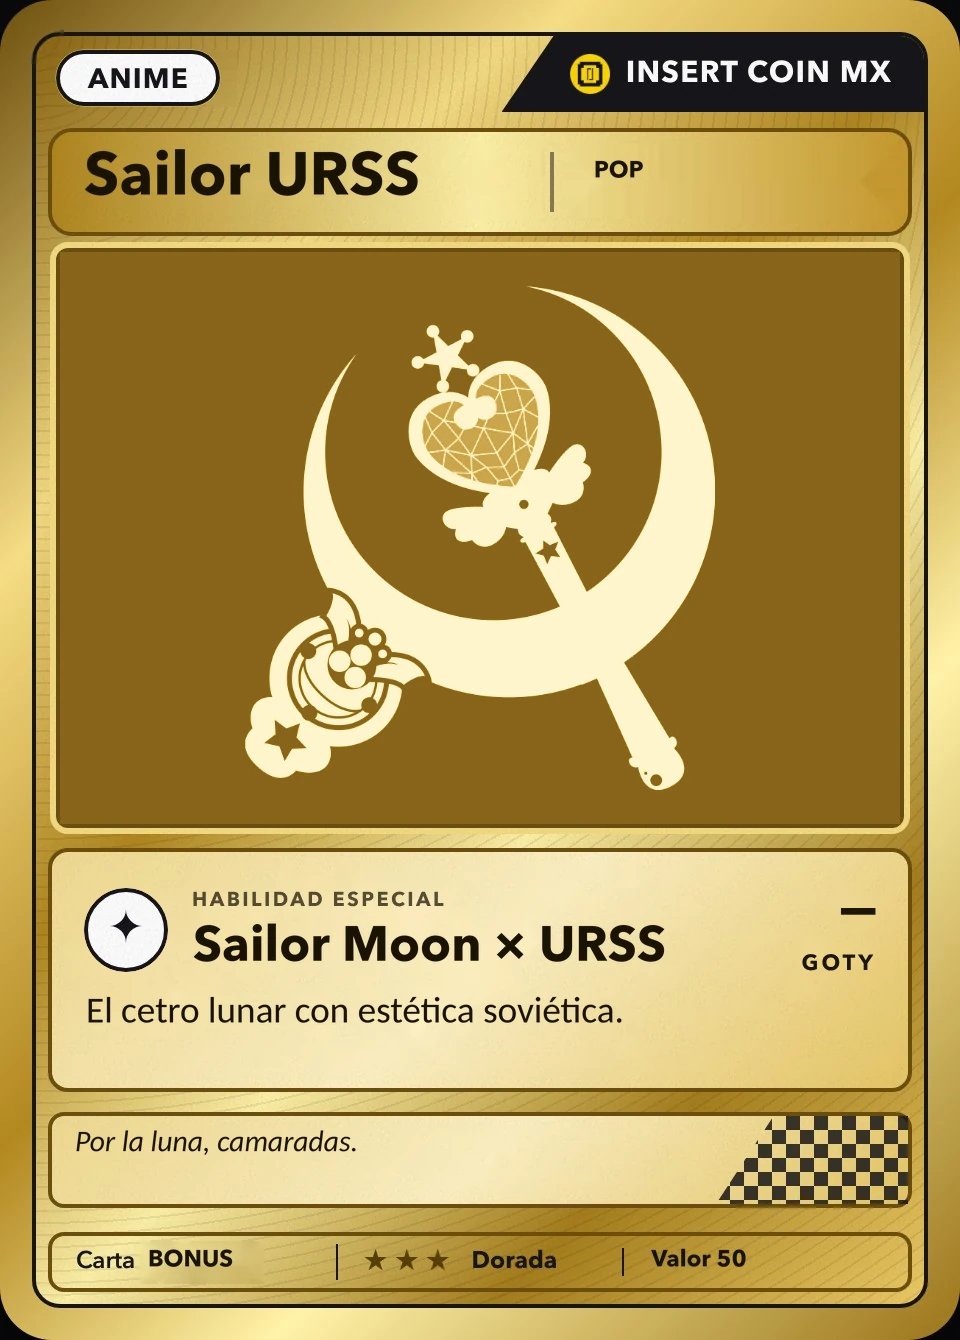 ANIME
INSERT COIN MX
Sailor URSS
POP
HABILIDAD ESPECIAL
Sailor Moon × URSS
—
GOTY
El cetro lunar con estética soviética.
Por la luna, camaradas.
Carta BONUS
★★★ Dorada
Valor 50